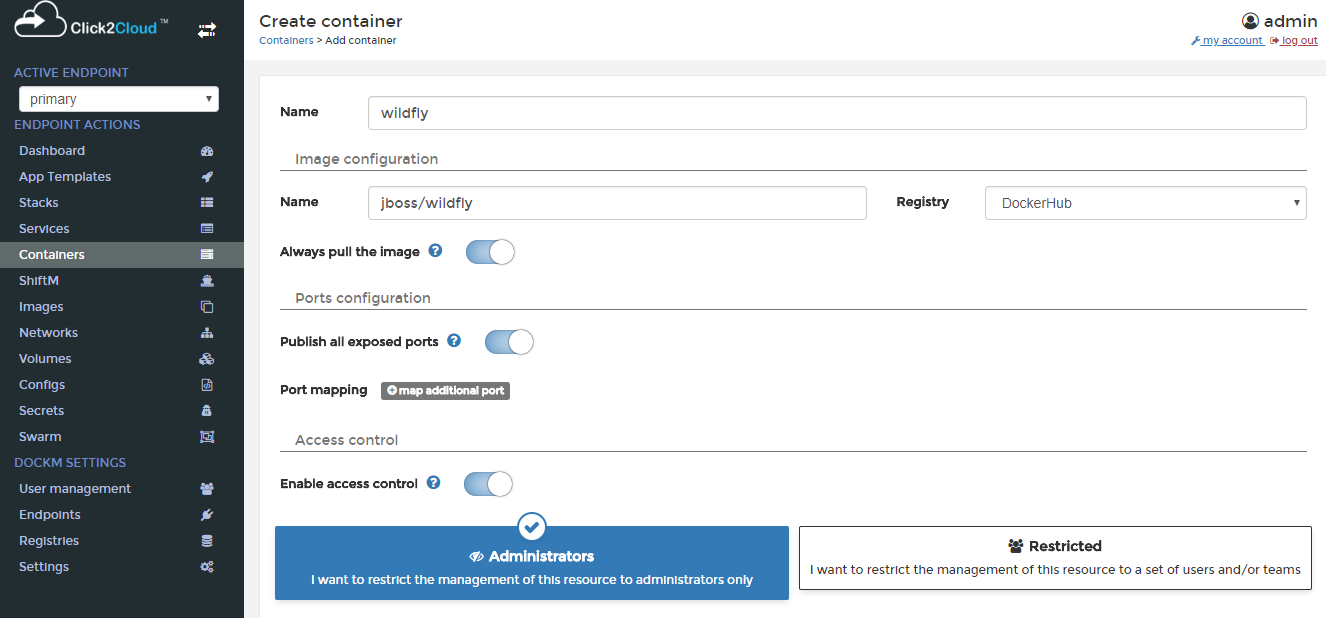 Click2Cloud™
ACTIVE ENDPOINT
primary
ENDPOINT ACTIONS
Dashboard
App Templates
Stacks
Services
Containers
ShiftM
Images
Networks
Volumes
Configs
Secrets
Swarm
DOCKM SETTINGS
User management
Endpoints
Registries
Settings
Create container
Containers > Add container
admin
my account log out
Name wildfly
Image configuration
Name jboss/wildfly Registry DockerHub
Always pull the image ?
Ports configuration
Publish all exposed ports ?
Port mapping map additional port
Access control
Enable access control ?
Administrators
I want to restrict the management of this resource to administrators only
Restricted
I want to restrict the management of this resource to a set of users and/or teams